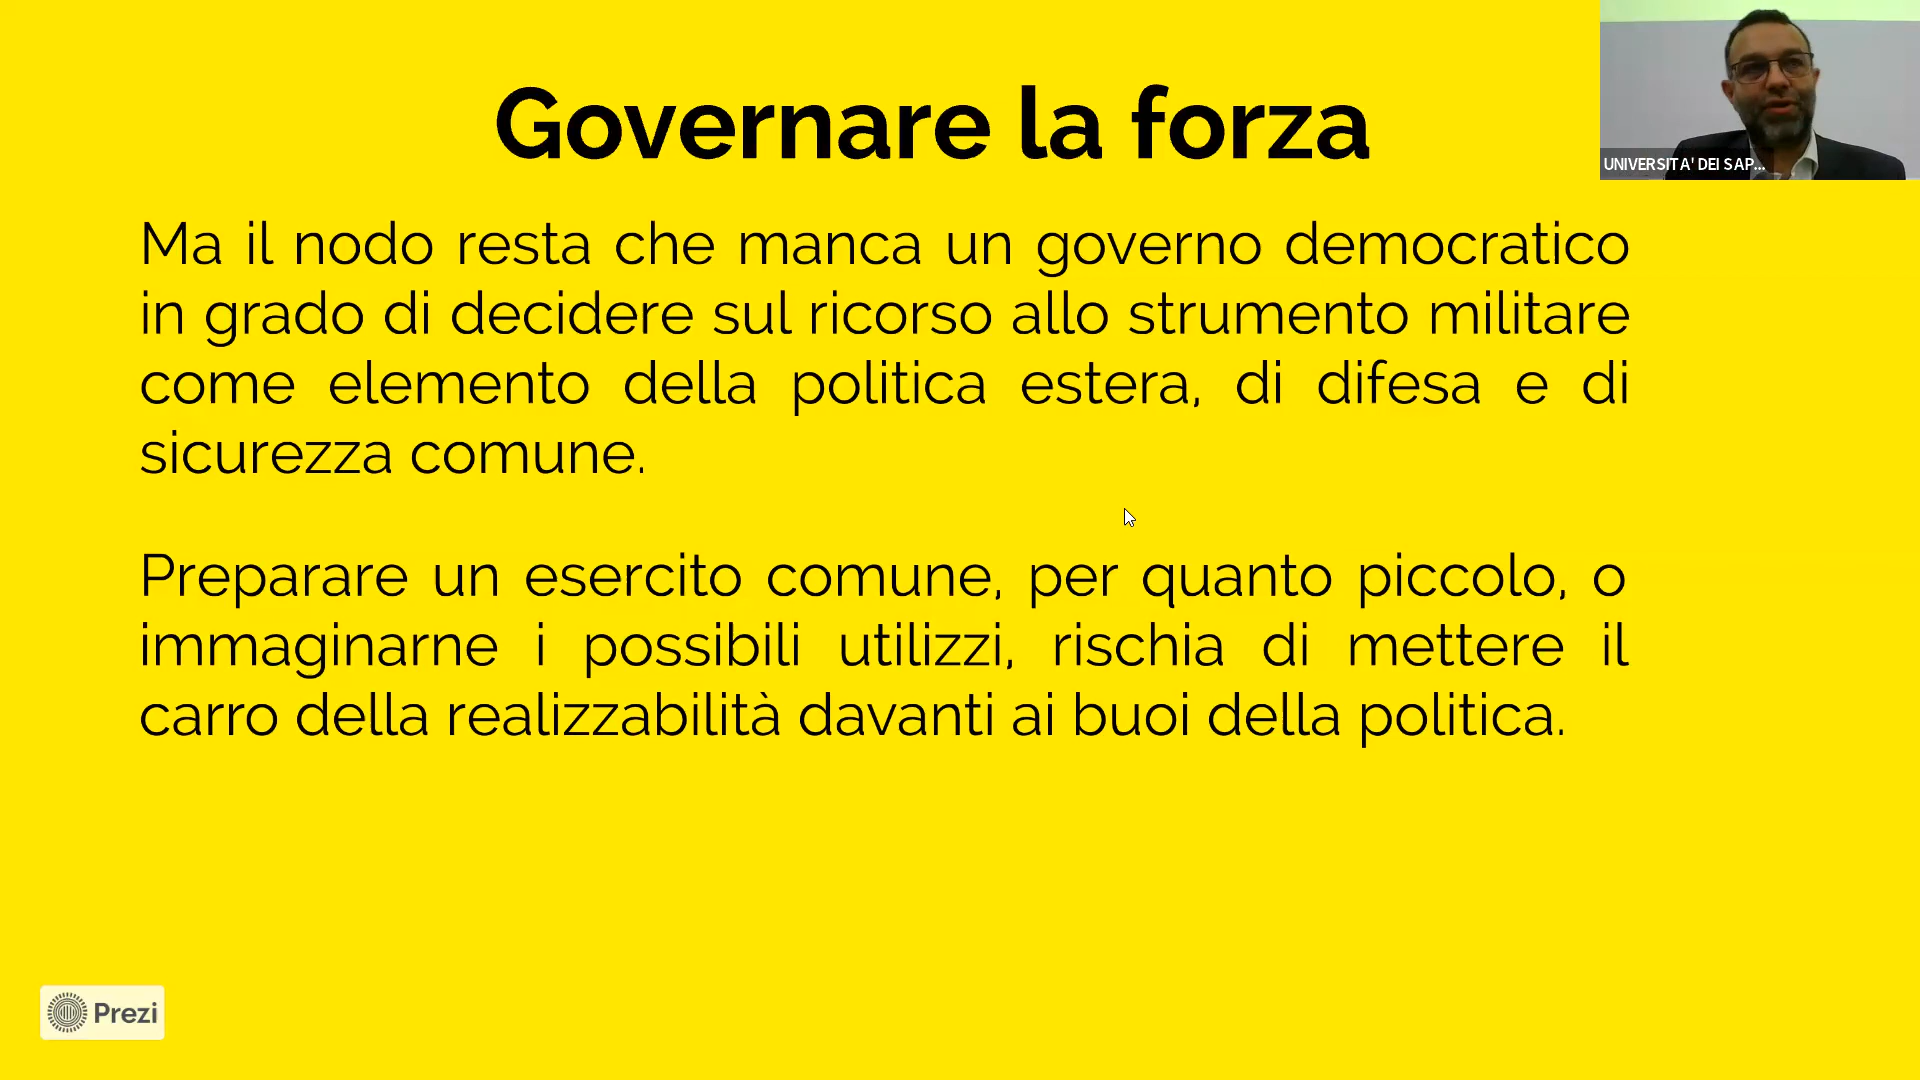 Governare la forza
UNIVERSITA' DEI SAP...
Ma il nodo resta che manca un governo democratico
in grado di decidere sul ricorso allo strumento militare
come elemento della politica estera, di difesa e di
sicurezza comune.
Preparare un esercito comune, per quanto piccolo, o
immaginarne i possibili utilizzi, rischia di mettere il
carro della realizzabilità davanti ai buoi della politica.
Prezi